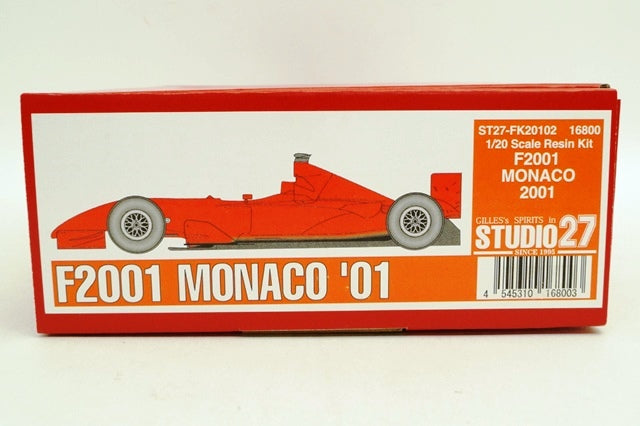 ST27-FK20102 16800
1/20 Scale Resin Kit
F2001
MONACO
2001
GILLES's SPIRITS in
STUDIO27
SINCE 1995
F2001 MONACO '01
4 545310 168003